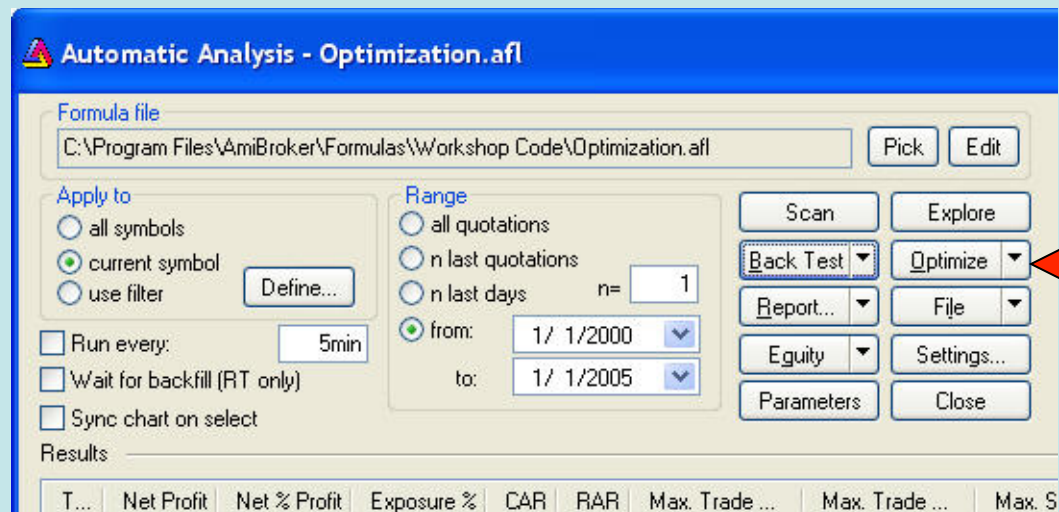 Automatic Analysis - Optimization.afl
Formula file
C:\Program Files\AmiBroker\Formulas\Workshop Code\Optimization.afl
Pick Edit
Apply to
all symbols
current symbol
use filter
Define...
Run every: 5min
Wait for backfill (RT only)
Sync chart on select
Range
all quotations
n last quotations
n last days n= 1
from: 1/ 1/2000
to: 1/ 1/2005
Scan Explore
Back Test Optimize
Report... File
Equity Settings...
Parameters Close
Results
T... Net Profit Net % Profit Exposure % CAR RAR Max. Trade ... Max. Trade ... Max. S